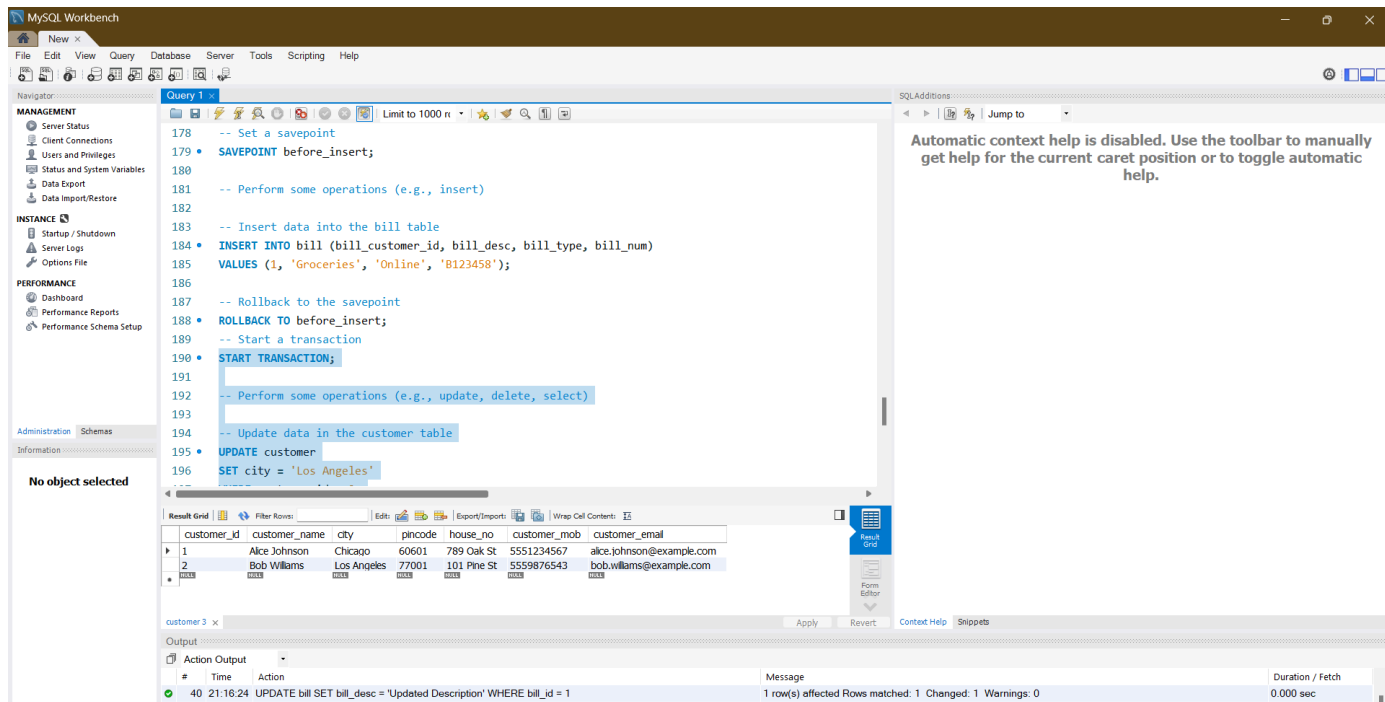 MySQL Workbench
New ×
File Edit View Query Database Server Tools Scripting Help
Navigator
MANAGEMENT
Server Status
Client Connections
Users and Privileges
Status and System Variables
Data Export
Data Import/Restore
INSTANCE
Startup / Shutdown
Server Logs
Options File
PERFORMANCE
Dashboard
Performance Reports
Performance Schema Setup
Administration Schemas
Information
No object selected
Query 1 ×
Limit to 1000 r
178 -- Set a savepoint
179 SAVEPOINT before_insert;
180
181 -- Perform some operations (e.g., insert)
182
183 -- Insert data into the bill table
184 INSERT INTO bill (bill_customer_id, bill_desc, bill_type, bill_num)
185 VALUES (1, 'Groceries', 'Online', 'B123458');
186
187 -- Rollback to the savepoint
188 ROLLBACK TO before_insert;
189 -- Start a transaction
190 START TRANSACTION;
191
192 -- Perform some operations (e.g., update, delete, select)
193
194 -- Update data in the customer table
195 UPDATE customer
196 SET city = 'Los Angeles'
Result Grid Filter Rows: Edit: Export/Import: Wrap Cell Content:
customer_id customer_name city pincode house_no customer_mob customer_email
1 Alice Johnson Chicago 60601 789 Oak St 5551234567 alice.johnson@example.com
2 Bob Williams Los Angeles 77001 101 Pine St 5559876543 bob.williams@example.com
NULL NULL NULL NULL NULL NULL NULL
Result Grid
Form Editor
customer 3 × Apply Revert
Output
Action Output
# Time Action Message Duration / Fetch
40 21:16:24 UPDATE bill SET bill_desc = 'Updated Description' WHERE bill_id = 1 1 row(s) affected Rows matched: 1 Changed: 1 Warnings: 0 0.000 sec
SQLAdditions
Jump to
Automatic context help is disabled. Use the toolbar to manually
get help for the current caret position or to toggle automatic
help.
Context Help Snippets